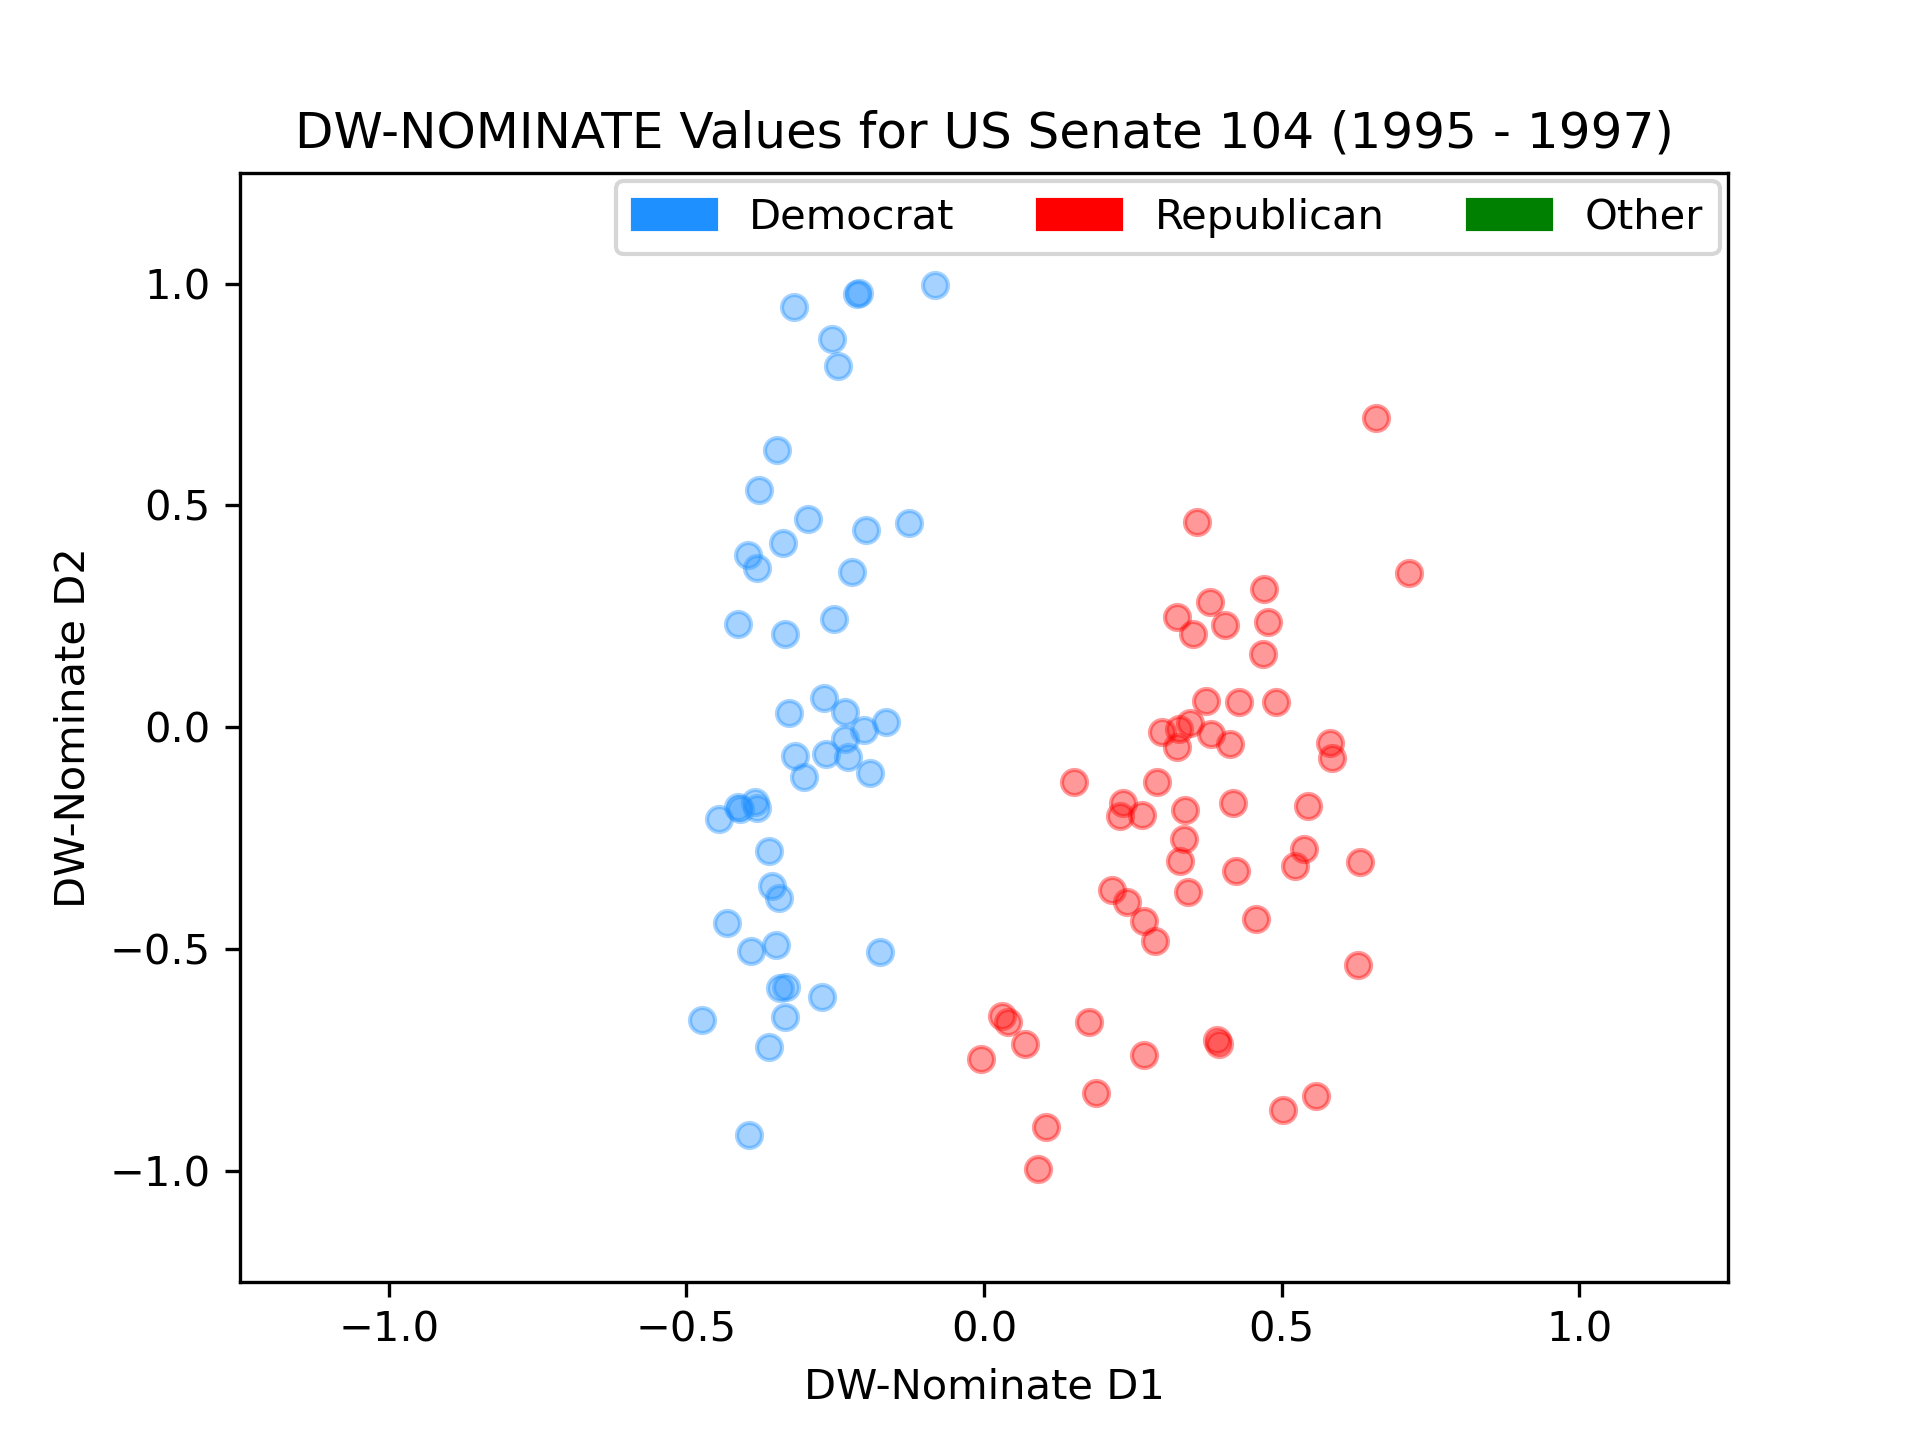 DW-NOMINATE Values for US Senate 104 (1995 - 1997)
Democrat Republican Other
1.0
0.5
0.0
−0.5
−1.0
DW-Nominate D2
−1.0 −0.5 0.0 0.5 1.0
DW-Nominate D1